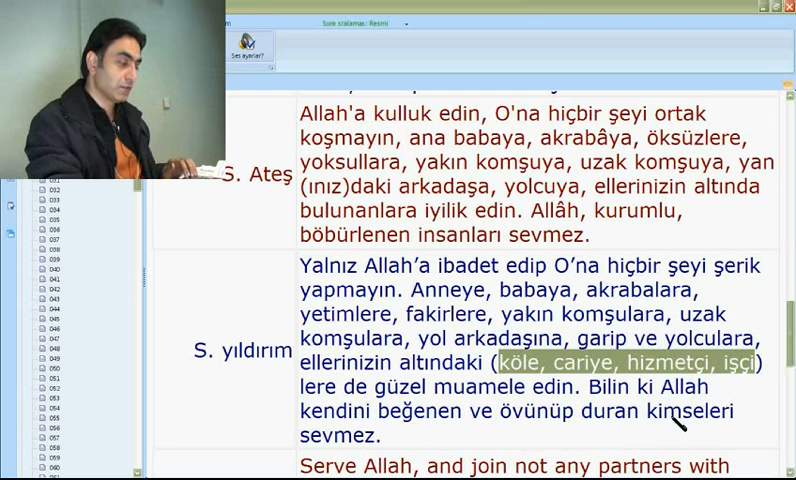 Sure sıralaması: Resmi
Ses ayarlar?
S. Ateş
Allah'a kulluk edin, O'na hiçbir şeyi ortak
koşmayın, ana babaya, akrabâya, öksüzlere,
yoksullara, yakın komşuya, uzak komşuya, yan
(ınız)daki arkadaşa, yolcuya, ellerinizin altında
bulunanlara iyilik edin. Allâh, kurumlu,
böbürlenen insanları sevmez.
S. yıldırım
Yalnız Allah’a ibadet edip O’na hiçbir şeyi şerik
yapmayın. Anneye, babaya, akrabalara,
yetimlere, fakirlere, yakın komşulara, uzak
komşulara, yol arkadaşına, garip ve yolculara,
ellerinizin altındaki (köle, cariye, hizmetçi, işçi)
lere de güzel muamele edin. Bilin ki Allah
kendini beğenen ve övünüp duran kimseleri
sevmez.
Serve Allah, and join not any partners with
031
032
033
034
035
036
037
038
039
040
041
042
043
044
045
046
047
048
049
050
051
052
053
054
055
056
057
058
059
060